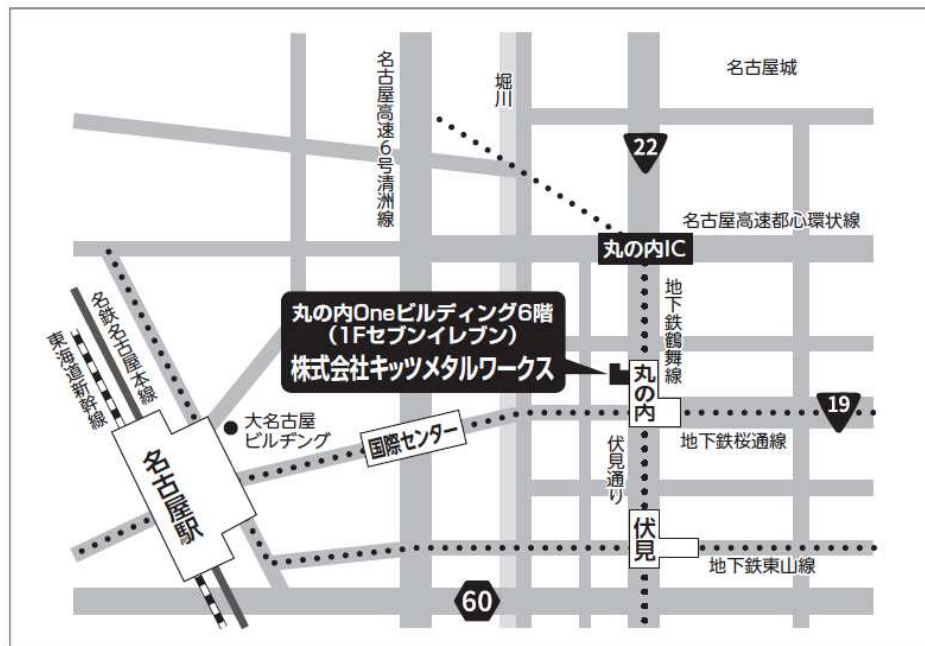 名古屋城
名古屋高速6号清洲線
堀川
22
名古屋高速都心環状線
丸の内IC
地下鉄鶴舞線
丸の内Oneビルディング6階
（1Fセブンイレブン）
株式会社キッツメタルワークス
名鉄名古屋本線
東海道新幹線
丸の内
19
大名古屋
ビルヂング
国際センター
地下鉄桜通線
伏見通り
名古屋駅
伏見
地下鉄東山線
60